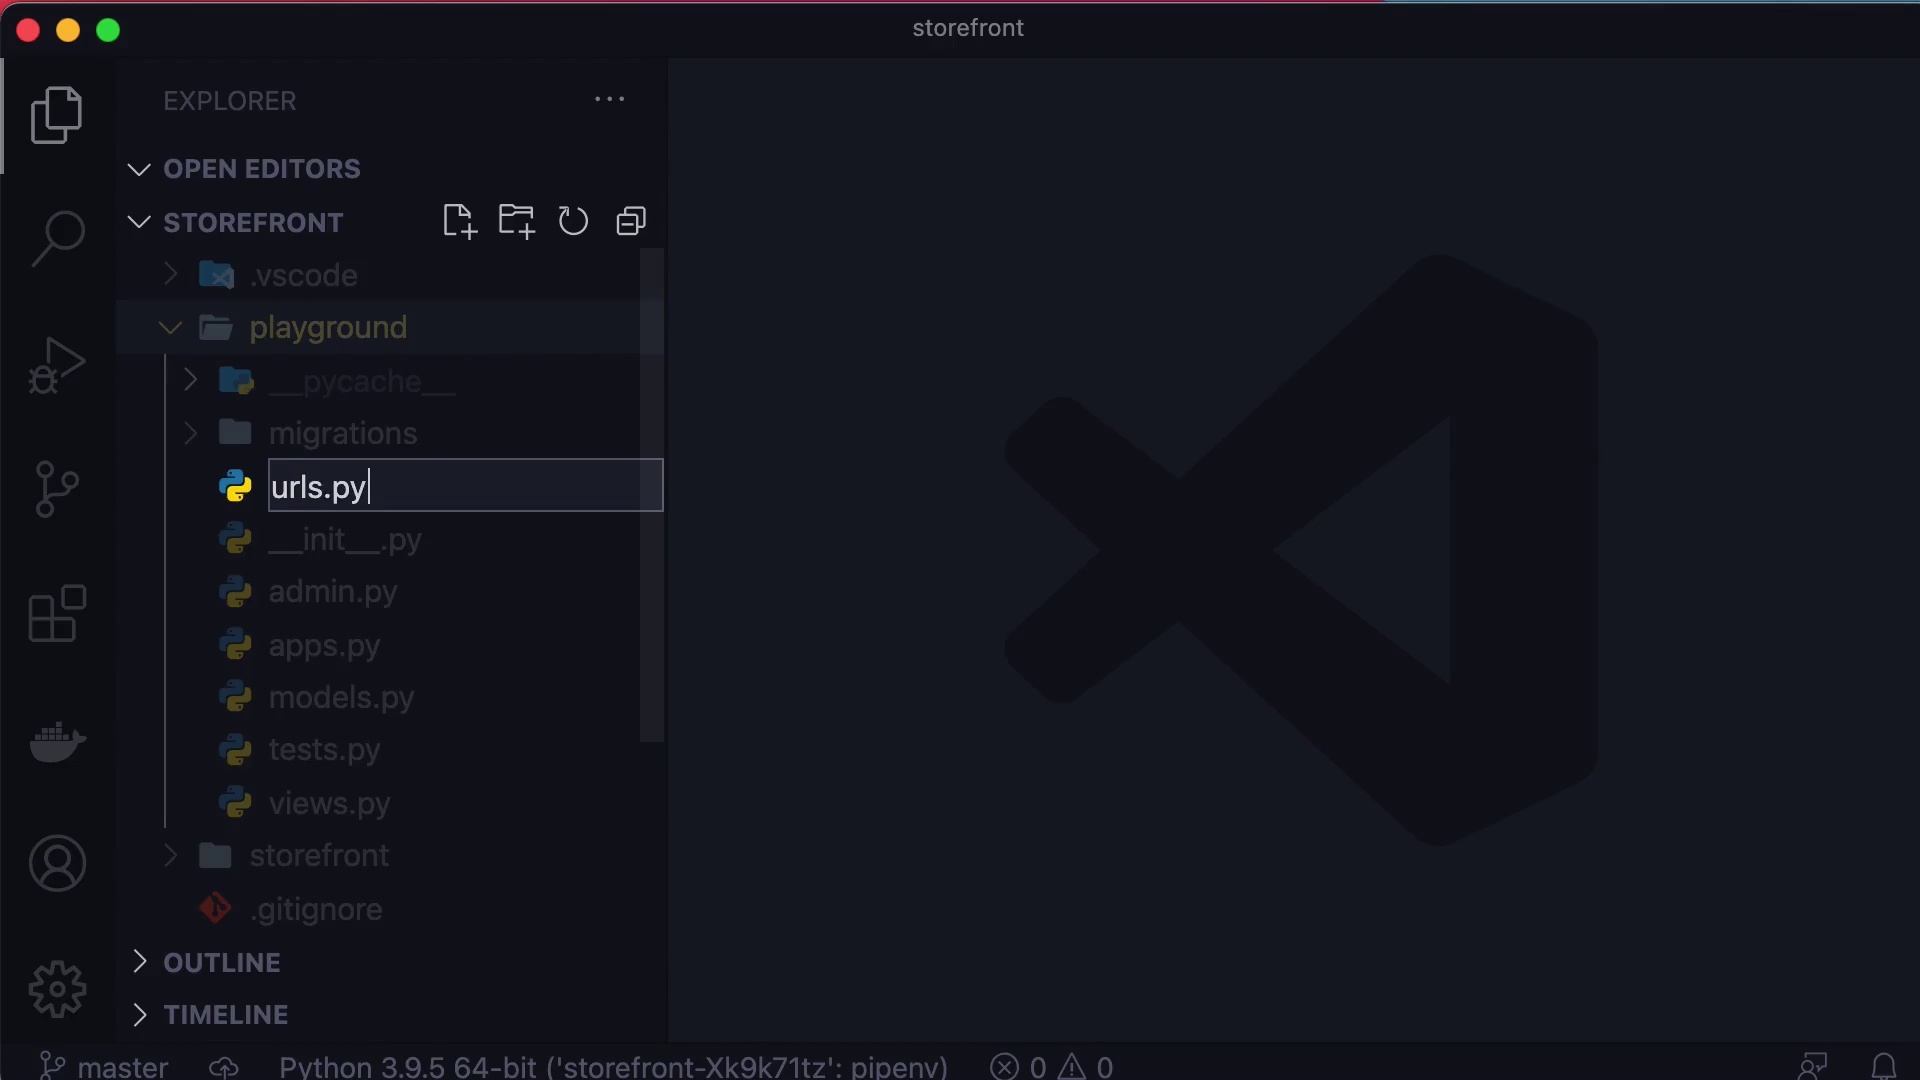 storefront
EXPLORER
OPEN EDITORS
STOREFRONT
.vscode
playground
__pycache__
migrations
urls.py
__init__.py
admin.py
apps.py
models.py
tests.py
views.py
storefront
.gitignore
OUTLINE
TIMELINE
master Python 3.9.5 64-bit ('storefront-Xk9k71tz': pipenv) 0 0